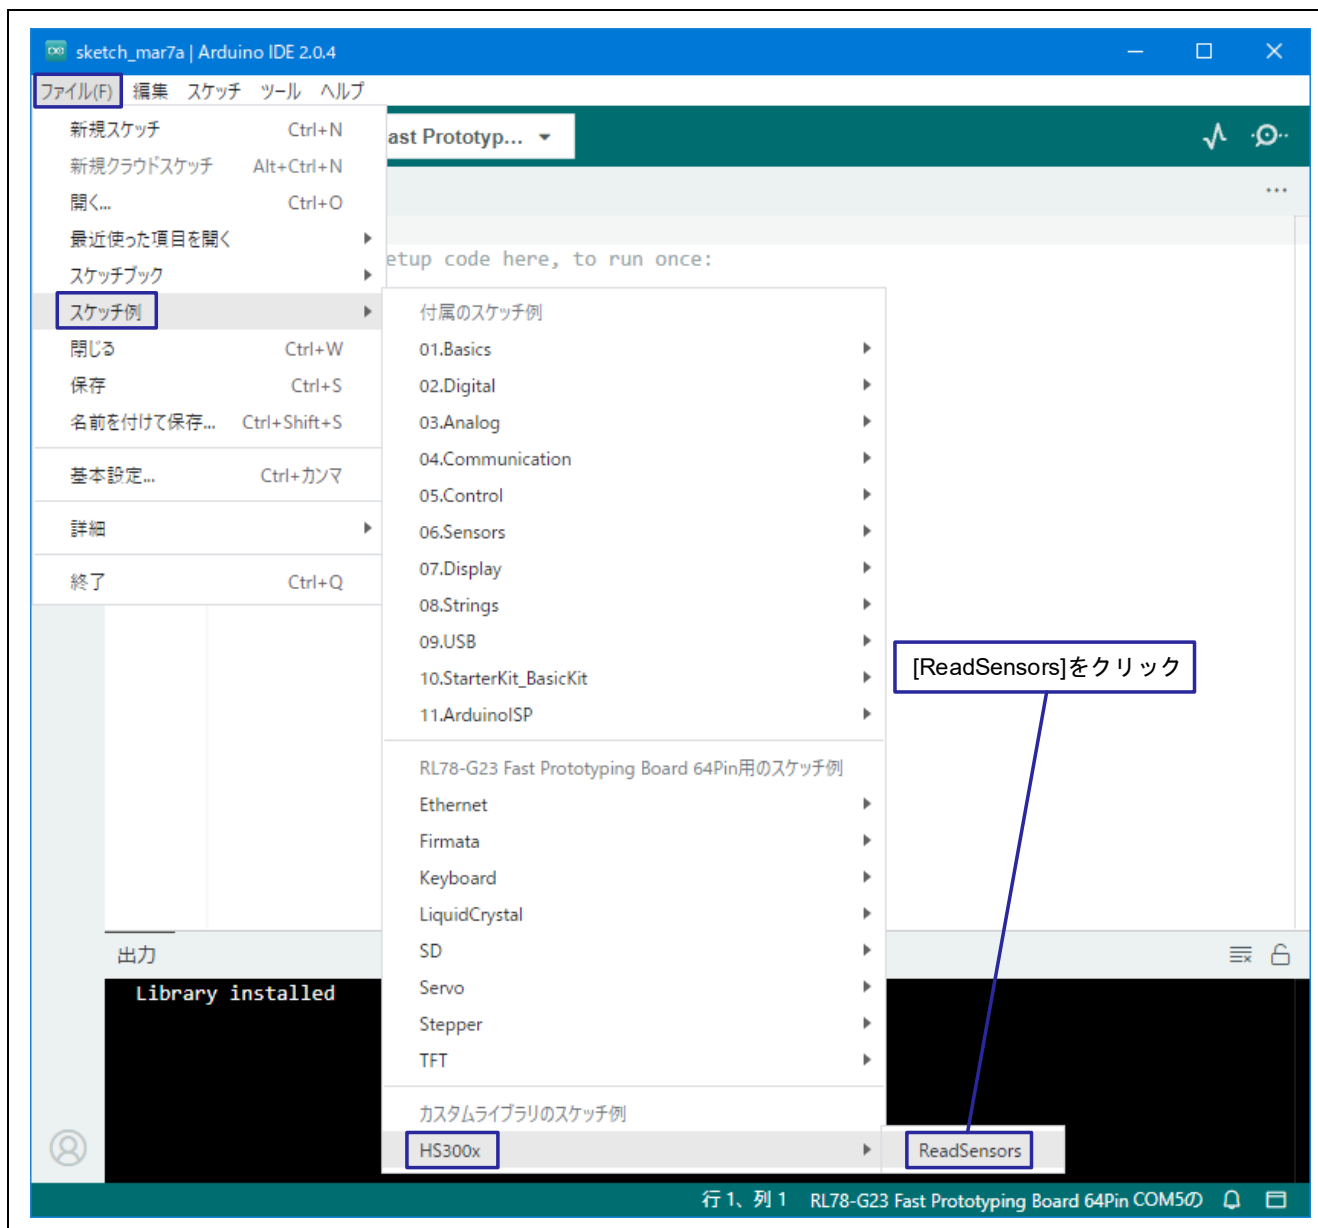 sketch_mar7a | Arduino IDE 2.0.4
ファイル(F) 編集 スケッチ ツール ヘルプ
新規スケッチ Ctrl+N
新規クラウドスケッチ Alt+Ctrl+N
開く... Ctrl+O
最近使った項目を開く
スケッチブック
スケッチ例
閉じる Ctrl+W
保存 Ctrl+S
名前を付けて保存... Ctrl+Shift+S
基本設定... Ctrl+カンマ
詳細
終了 Ctrl+Q
ast Prototyp...
etup code here, to run once:
付属のスケッチ例
01.Basics
02.Digital
03.Analog
04.Communication
05.Control
06.Sensors
07.Display
08.Strings
09.USB
10.StarterKit_BasicKit
11.ArduinoISP
RL78-G23 Fast Prototyping Board 64Pin用のスケッチ例
Ethernet
Firmata
Keyboard
LiquidCrystal
SD
Servo
Stepper
TFT
カスタムライブラリのスケッチ例
HS300x
ReadSensors
[ReadSensors]をクリック
出力
Library installed
行 1、列 1 RL78-G23 Fast Prototyping Board 64Pin COM5の